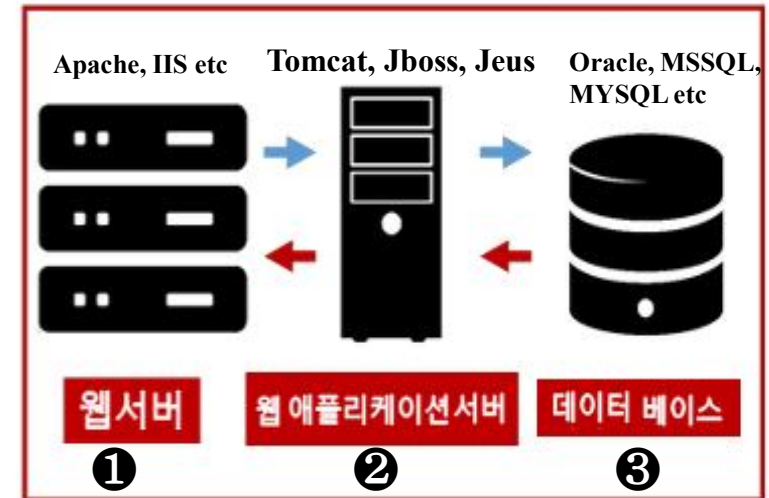 Apache, IIS etc
Tomcat, Jboss, Jeus
Oracle, MSSQL,
MYSQL etc
웹서버
웹 애플리케이션서버
데이터 베이스
❶
❷
❸